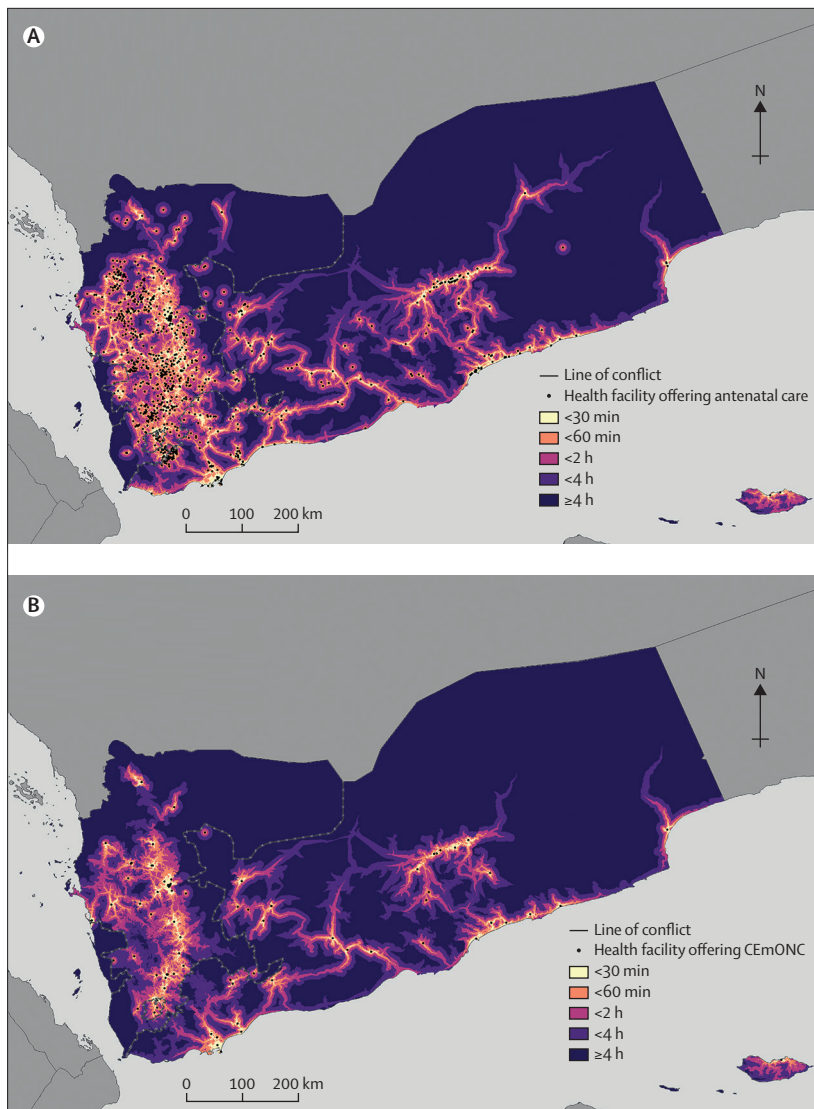 A
N
Line of conflict
Health facility offering antenatal care
<30 min
<60 min
<2 h
<4 h
≥4 h
0 100 200 km
B
N
Line of conflict
Health facility offering CEmONC
<30 min
<60 min
<2 h
<4 h
≥4 h
0 100 200 km